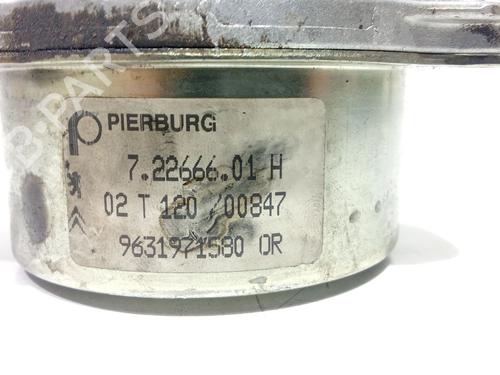 PIERBURG
7.22666.01 H
02 T 120 /00847
9631971580 OR
B-PARTS